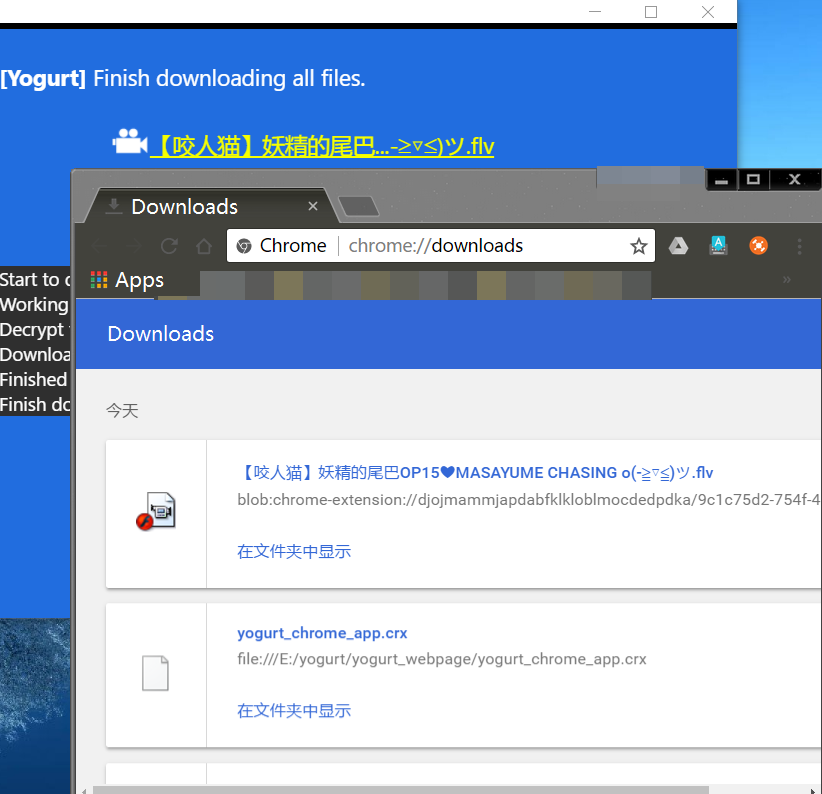 [Yogurt] Finish downloading all files.
【咬人猫】妖精的尾巴...-≥▿≤)ツ.flv
Downloads
Chrome
chrome://downloads
Apps
Start to
Working
Decrypt
Downloa
Finished
Finish do
Downloads
今天
【咬人猫】妖精的尾巴OP15❤MASAYUME CHASING o(-≧▿≦)ツ.flv
blob:chrome-extension://djojmammjapdabfklkloblmocdedpdka/9c1c75d2-754f-4
在文件夹中显示
yogurt_chrome_app.crx
file:///E:/yogurt/yogurt_webpage/yogurt_chrome_app.crx
在文件夹中显示